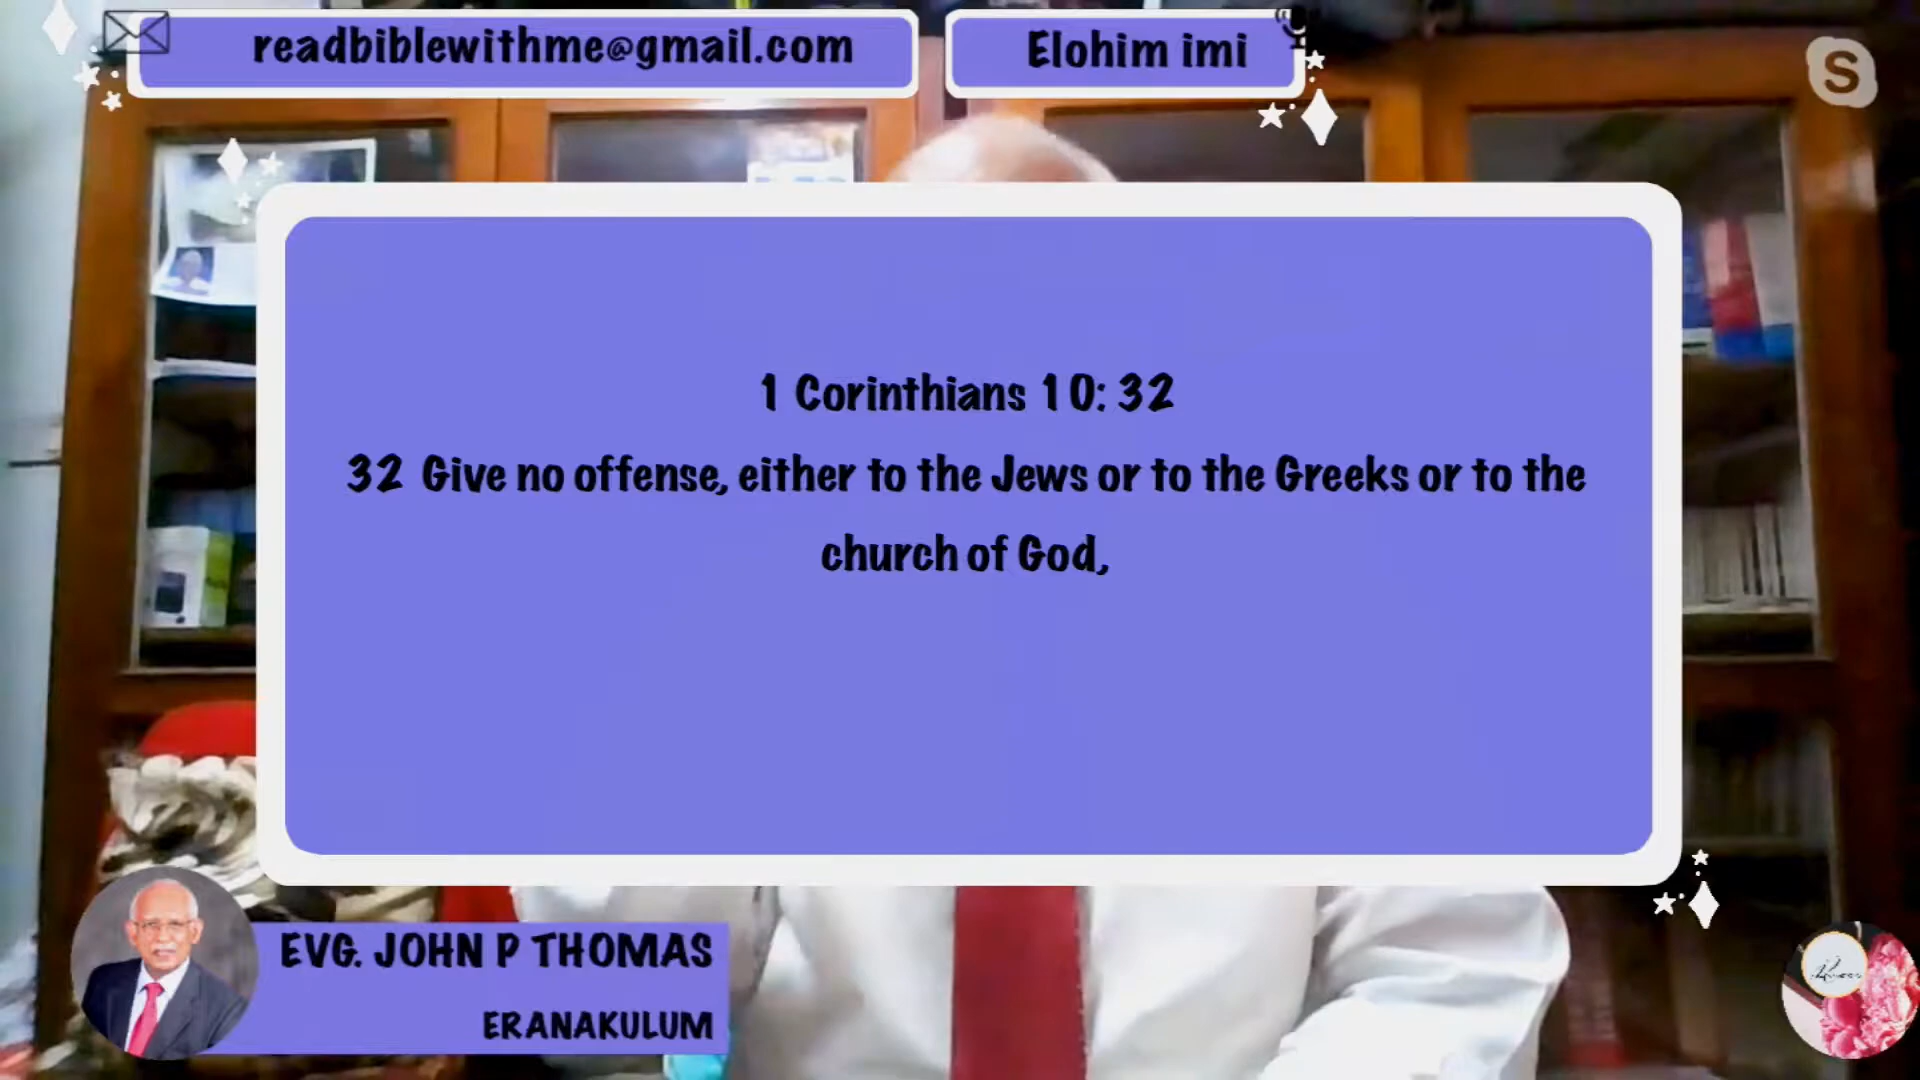 readbiblewithme@gmail.com
Elohim imi
S
1 Corinthians 10: 32
32 Give no offense, either to the Jews or to the Greeks or to the
church of God,
EVG. JOHN P THOMAS
ERANAKULUM